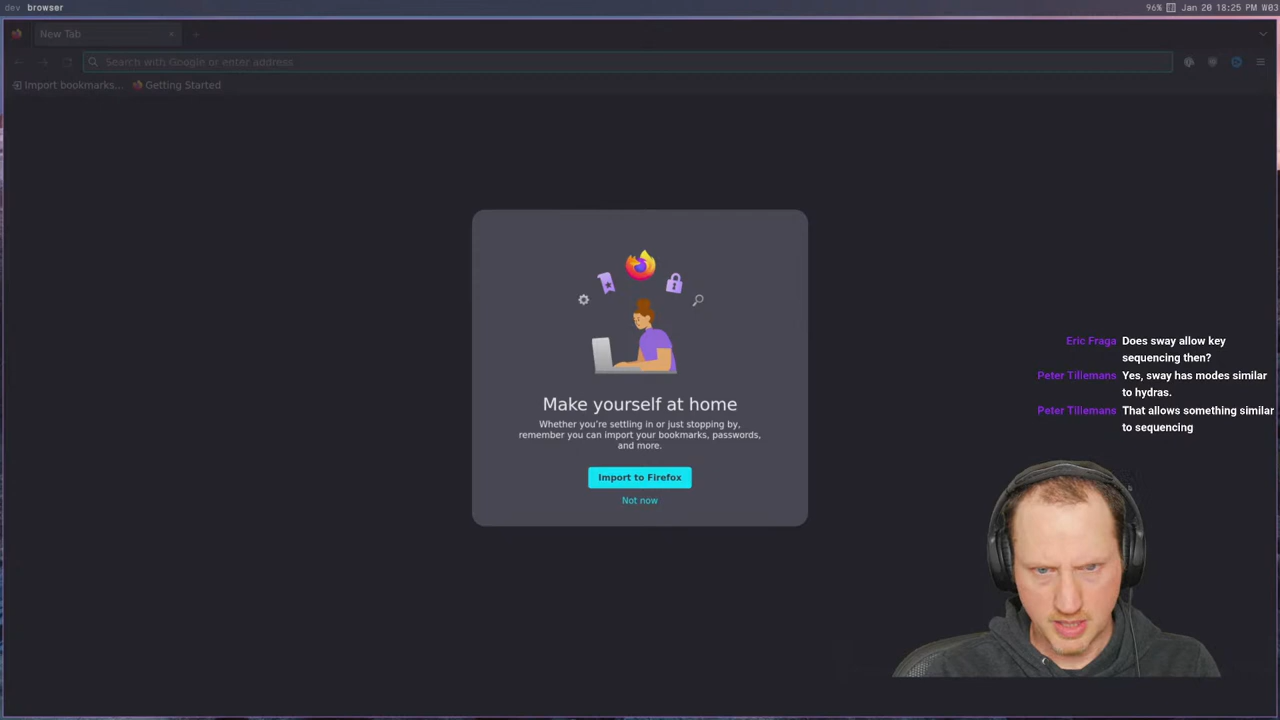 dev browser
96% Jan 20 18:25 PM W03
New Tab
Search with Google or enter address
Import bookmarks... Getting Started
Make yourself at home
Whether you're settling in or just stopping by,
remember you can import your bookmarks, passwords,
and more.
Import to Firefox
Not now
Eric Fraga Does sway allow key
sequencing then?
Peter Tillemans Yes, sway has modes similar
to hydras.
Peter Tillemans That allows something similar
to sequencing